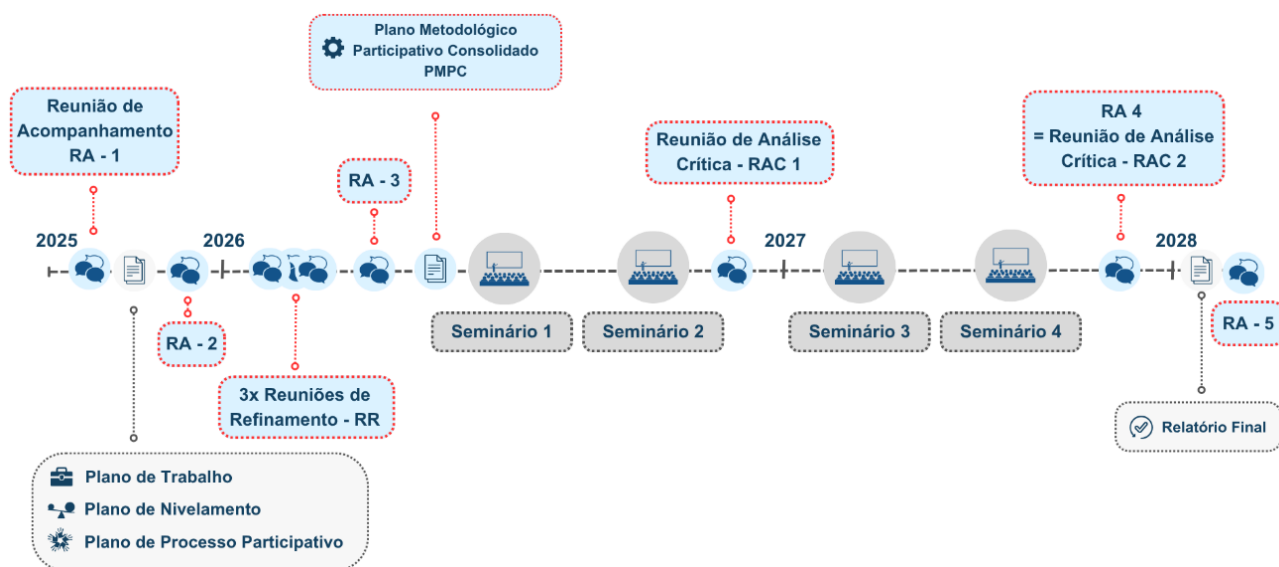 Plano Metodológico
Participativo Consolidado
PMPC
Reunião de
Acompanhamento
RA - 1
RA - 3
Reunião de Análise
Crítica - RAC 1
RA 4
= Reunião de Análise
Crítica - RAC 2
2025
2026
2027
2028
RA - 2
3x Reuniões de
Refinamento - RR
Seminário 1
Seminário 2
Seminário 3
Seminário 4
RA - 5
Relatório Final
Plano de Trabalho
Plano de Nivelamento
Plano de Processo Participativo